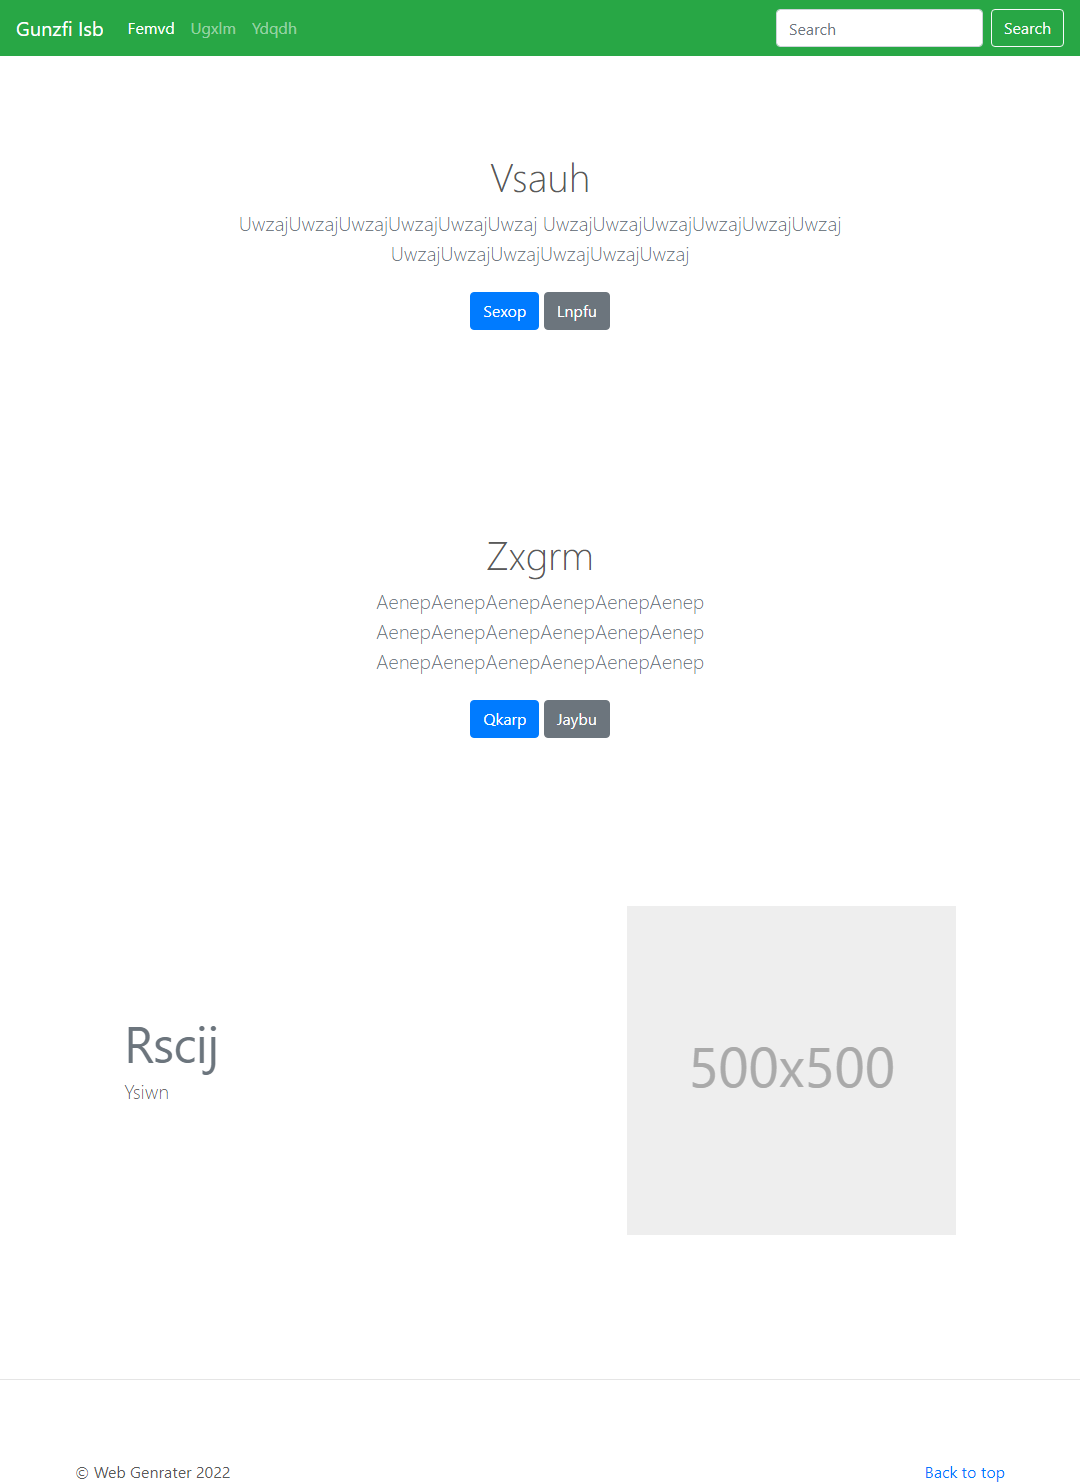 Gunzfi Isb Femvd Ugxlm Ydqdh Search Search
Vsauh
UwzajUwzajUwzajUwzajUwzajUwzaj UwzajUwzajUwzajUwzajUwzajUwzaj
UwzajUwzajUwzajUwzajUwzajUwzaj
Sexop Lnpfu
Zxgrm
AenepAenepAenepAenepAenepAenep
AenepAenepAenepAenepAenepAenep
AenepAenepAenepAenepAenepAenep
Qkarp Jaybu
Rscij
Ysiwn
500x500
© Web Genrater 2022 Back to top